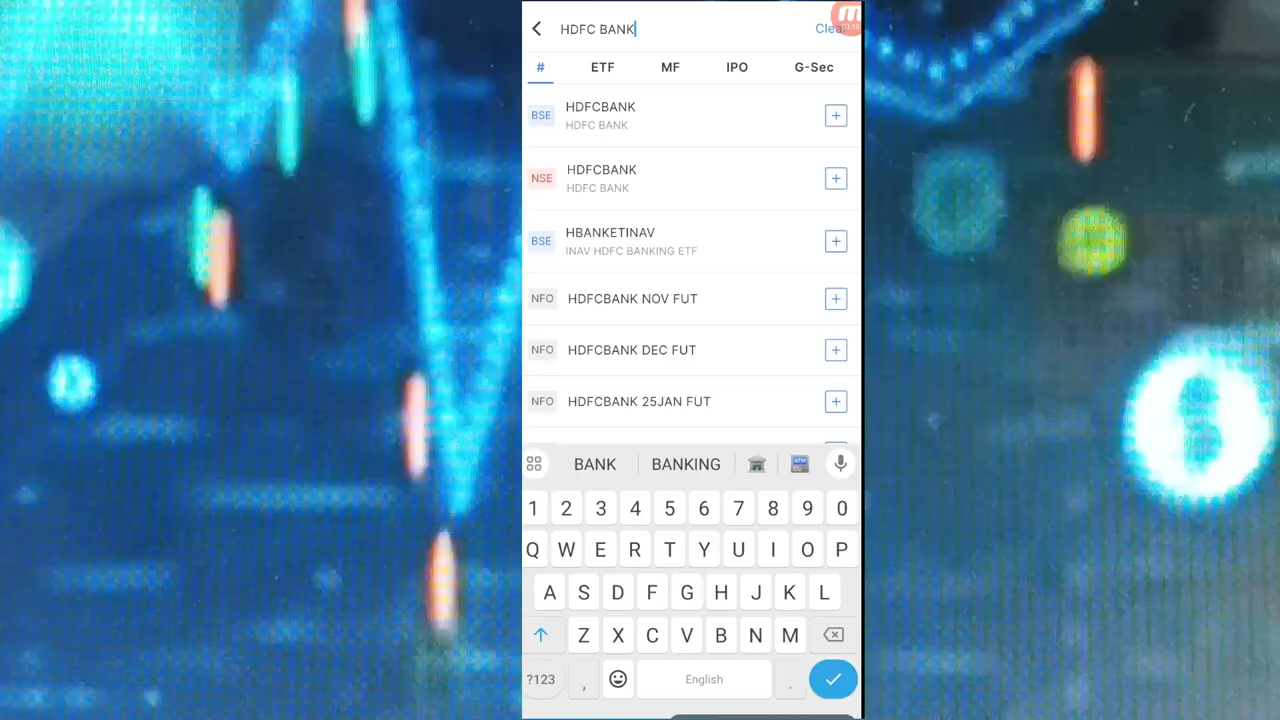 HDFC BANK
Clea
# ETF MF IPO G-Sec
BSE HDFCBANK
HDFC BANK
NSE HDFCBANK
HDFC BANK
BSE HBANKETINAV
INAV HDFC BANKING ETF
NFO HDFCBANK NOV FUT
NFO HDFCBANK DEC FUT
NFO HDFCBANK 25JAN FUT
BANK BANKING ATM
1 2 3 4 5 6 7 8 9 0
Q W E R T Y U I O P
A S D F G H J K L
Z X C V B N M
?123 , English .